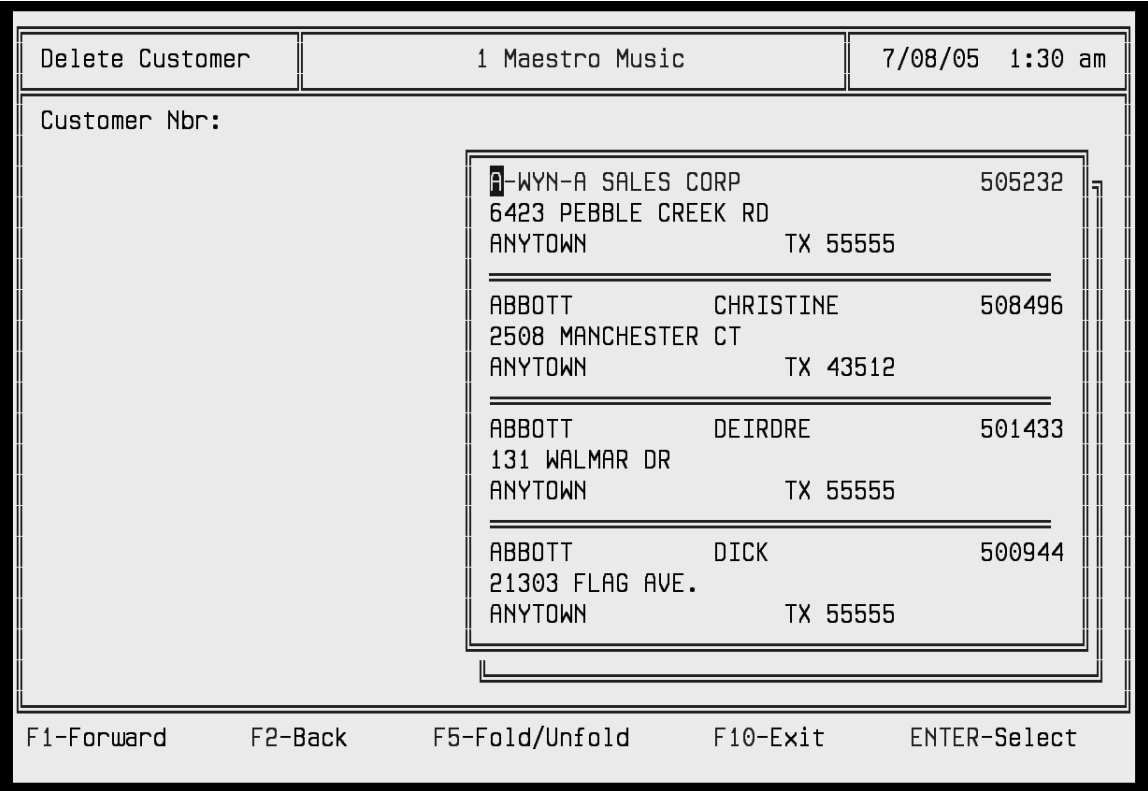 Delete Customer 1 Maestro Music 7/08/05 1:30 am
Customer Nbr:
A-WYN-A SALES CORP 505232
6423 PEBBLE CREEK RD
ANYTOWN TX 55555
ABBOTT CHRISTINE 508496
2508 MANCHESTER CT
ANYTOWN TX 43512
ABBOTT DEIRDRE 501433
131 WALMAR DR
ANYTOWN TX 55555
ABBOTT DICK 500944
21303 FLAG AVE.
ANYTOWN TX 55555
F1-Forward F2-Back F5-Fold/Unfold F10-Exit ENTER-Select